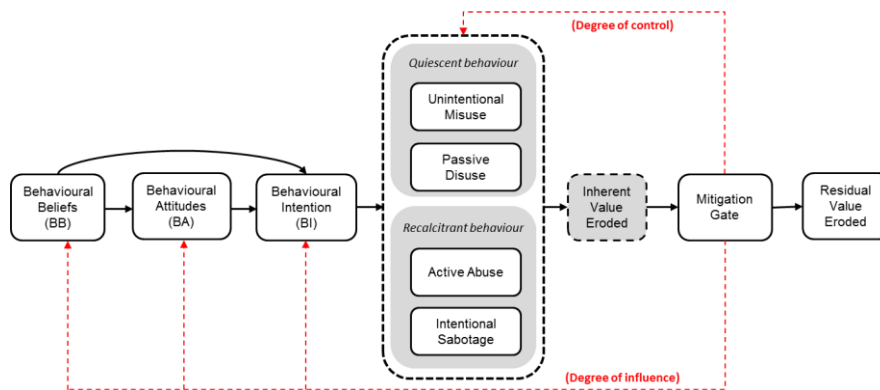 (Degree of control)
Quiescent behaviour
Unintentional
Misuse
Passive
Disuse
Behavioural
Beliefs
(BB)
Behavioural
Attitudes
(BA)
Behavioural
Intention
(BI)
Recalcitrant behaviour
Active Abuse
Intentional
Sabotage
Inherent
Value
Eroded
Mitigation
Gate
Residual
Value
Eroded
(Degree of influence)